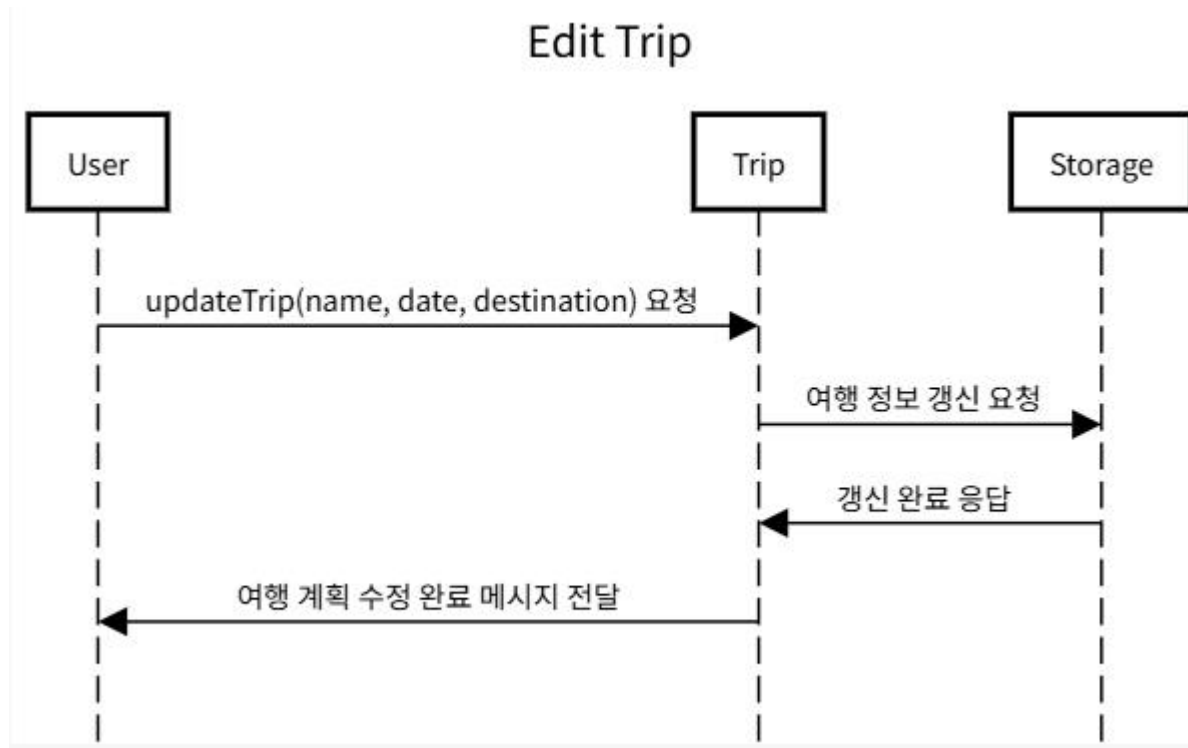 Edit Trip
User
Trip
Storage
updateTrip(name, date, destination) 요청
여행 정보 갱신 요청
갱신 완료 응답
여행 계획 수정 완료 메시지 전달